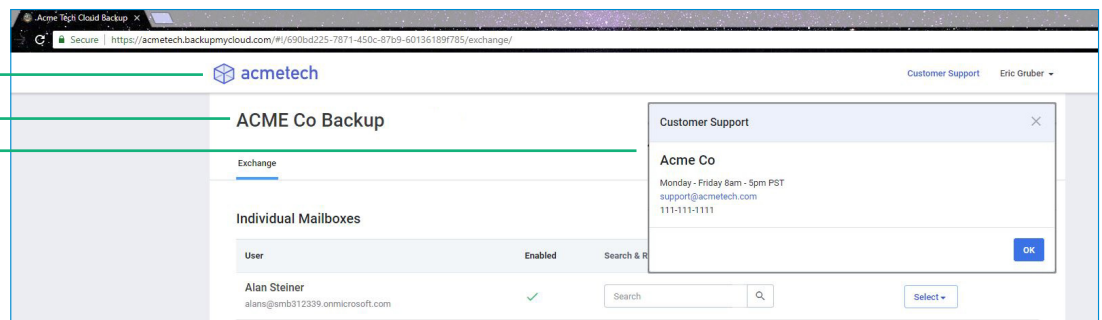 Acme Tech Cloud Backup
Secure | https://acmetech.backupmycloud.com/#!/690bd225-7871-450c-87b9-60136189f785/exchange/
acmetech
Customer Support Eric Gruber
ACME Co Backup
Exchange
Customer Support
Acme Co
Monday - Friday 8am - 5pm PST
support@acmetech.com
111-111-1111
OK
Individual Mailboxes
User Enabled Search & R
Alan Steiner
alans@smb312339.onmicrosoft.com
Search
Select